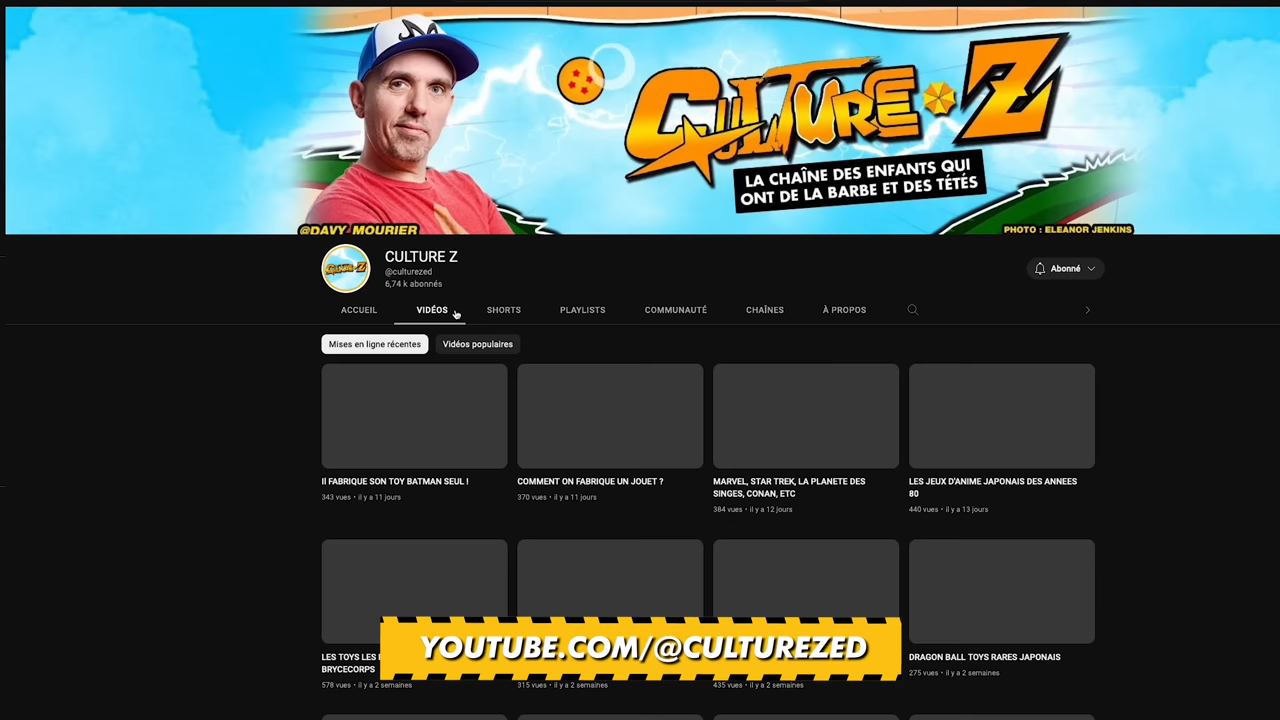 CULTURE Z
LA CHAÎNE DES ENFANTS QUI
ONT DE LA BARBE ET DES TÉTÉS
@DAVY MOURIER
PHOTO : ELEANOR JENKINS
CULTURE Z
CULTURE Z
@culturezed
6,74 k abonnés
Abonné
ACCUEIL VIDÉOS SHORTS PLAYLISTS COMMUNAUTÉ CHAÎNES À PROPOS
Mises en ligne récentes Vidéos populaires
Il FABRIQUE SON TOY BATMAN SEUL !
343 vues • il y a 11 jours
COMMENT ON FABRIQUE UN JOUET ?
370 vues • il y a 11 jours
MARVEL, STAR TREK, LA PLANETE DES
SINGES, CONAN, ETC
384 vues • il y a 12 jours
LES JEUX D'ANIME JAPONAIS DES ANNEES
80
440 vues • il y a 13 jours
LES TOYS LES
BRYCECORPS
578 vues • il y a 2 semaines
315 vues • il y a 2 semaines
435 vues • il y a 2 semaines
DRAGON BALL TOYS RARES JAPONAIS
275 vues • il y a 2 semaines
YOUTUBE.COM/@CULTUREZED